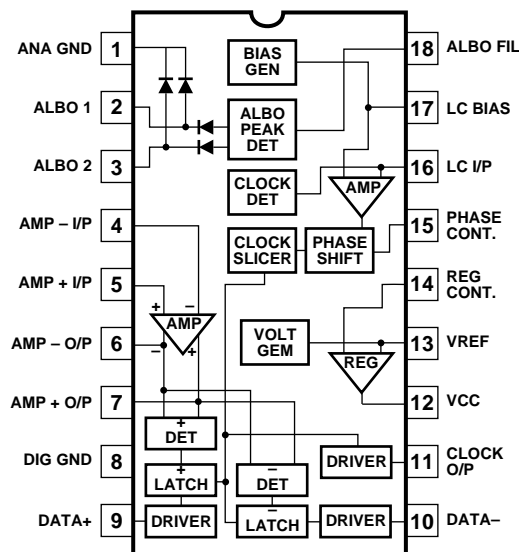 ANA GND
1
ALBO 1
2
ALBO 2
3
AMP – I/P
4
AMP + I/P
5
AMP – O/P
6
AMP + O/P
7
DIG GND
8
DATA+
9
BIAS
GEN
ALBO
PEAK
DET
CLOCK
DET
AMP
CLOCK
SLICER
PHASE
SHIFT
+
–
AMP
–
+
VOLT
GEM
REG
+
DET
+
LATCH
DRIVER
–
DET
–
LATCH
DRIVER
DRIVER
18
ALBO FIL
17
LC BIAS
16
LC I/P
15
PHASE
CONT.
14
REG
CONT.
13
VREF
12
VCC
11
CLOCK
O/P
10
DATA–